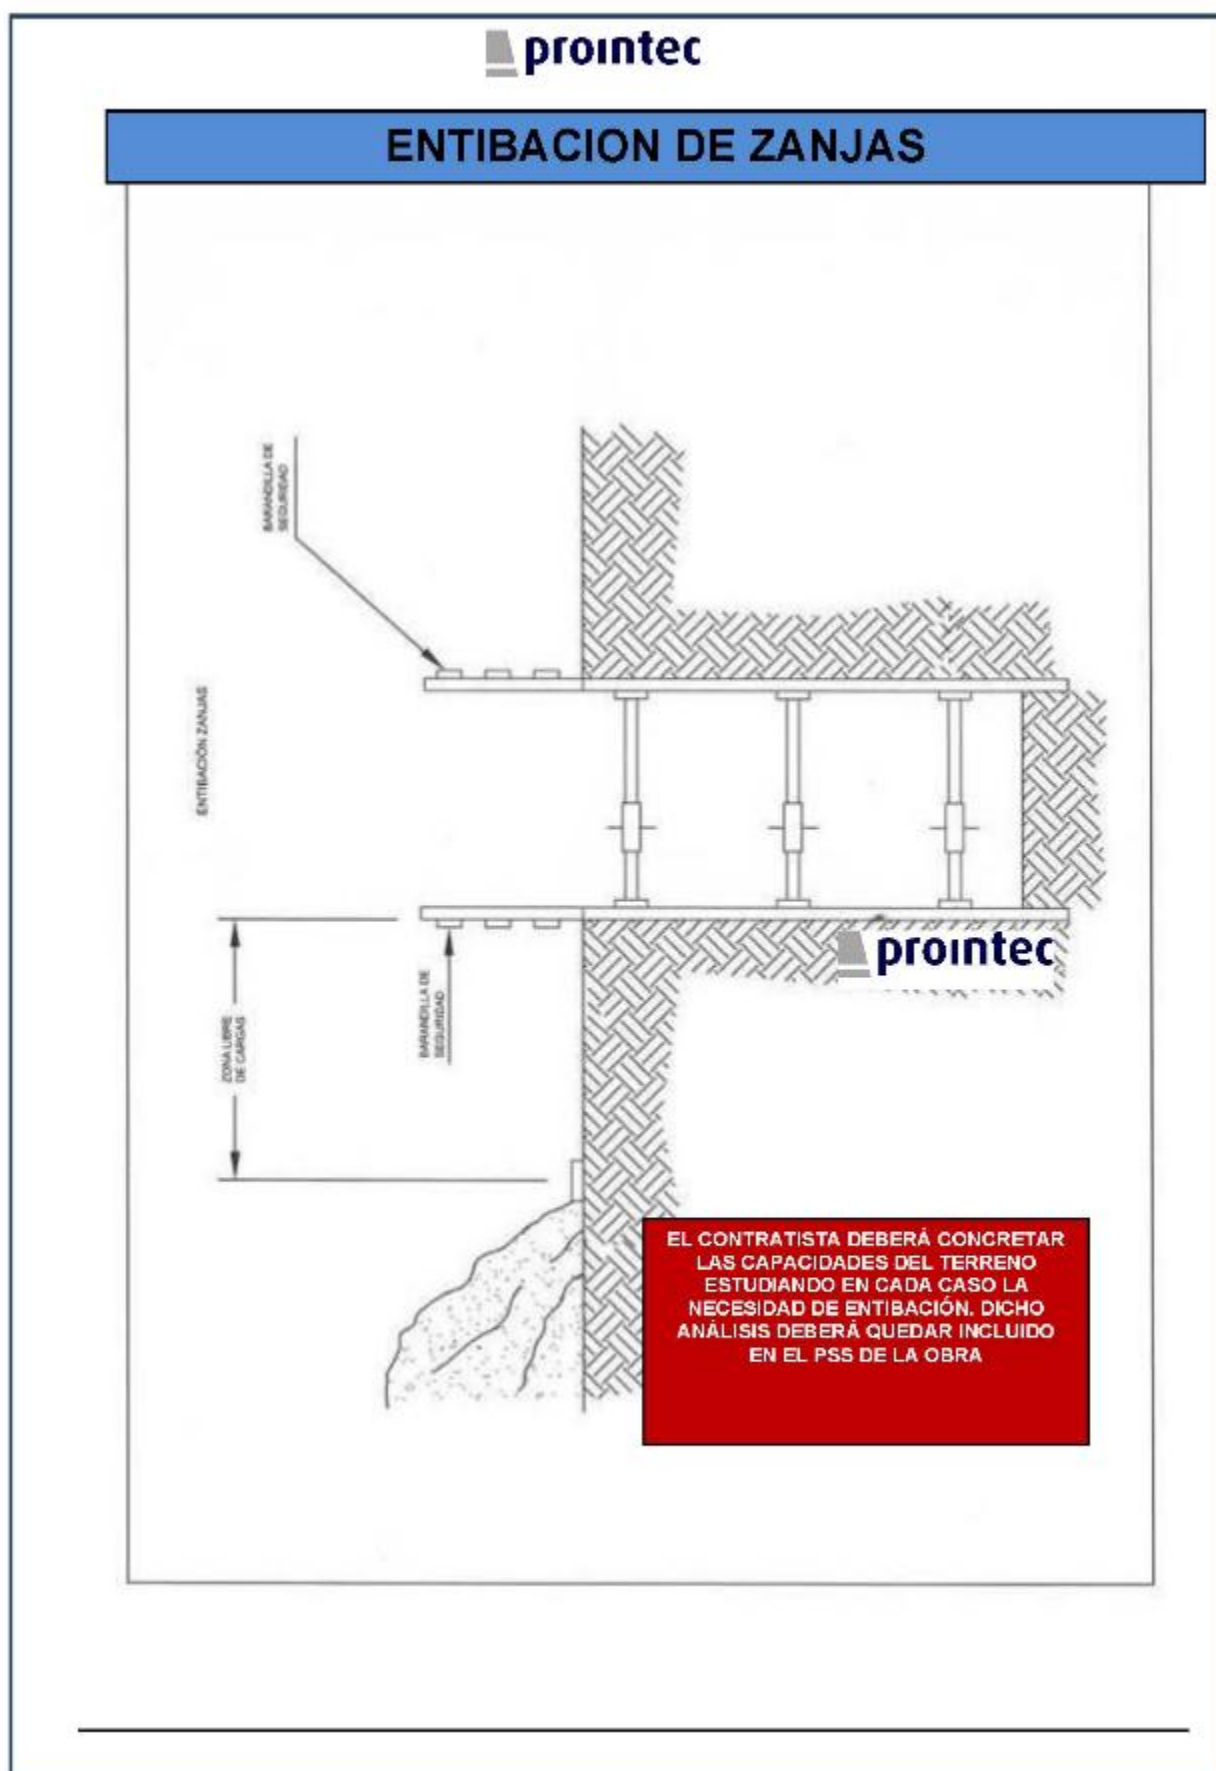 prointec
ENTIBACION DE ZANJAS
BARANDILLA DE
SEGURIDAD
ENTIBACIÓN ZANJAS
ZONA LIBRE
DE CARGAS
BARANDILLA DE
SEGURIDAD
prointec
EL CONTRATISTA DEBERÁ CONCRETAR
LAS CAPACIDADES DEL TERRENO
ESTUDIANDO EN CADA CASO LA
NECESIDAD DE ENTIBACIÓN. DICHO
ANÁLISIS DEBERÁ QUEDAR INCLUIDO
EN EL PSS DE LA OBRA